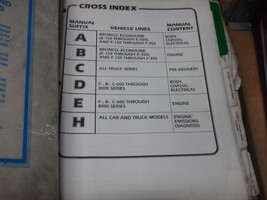 CROSS INDEX
MANUAL SUFFIX
VEHICLE LINES
MANUAL CONTENT
A
BRONCO, ECONOLINE
(E-150 THROUGH E-350)
AND F-150 THROUGH F-350
BODY,
CHASSIS,
ELECTRICAL
B
BRONCO, ECONOLINE
(E-150 THROUGH E-350)
AND F-150 THROUGH F-350
ENGINE
C
ALL TRUCK SERIES
PRE-DELIVERY
D
F-, B-, C-600 THROUGH
8000 SERIES
BODY,
CHASSIS,
ELECTRICAL
E
F-, B-, C-600 THROUGH
8000 SERIES
ENGINE
H
ALL CAR AND TRUCK MODELS
ENGINE/
EMISSIONS
DIAGNOSIS